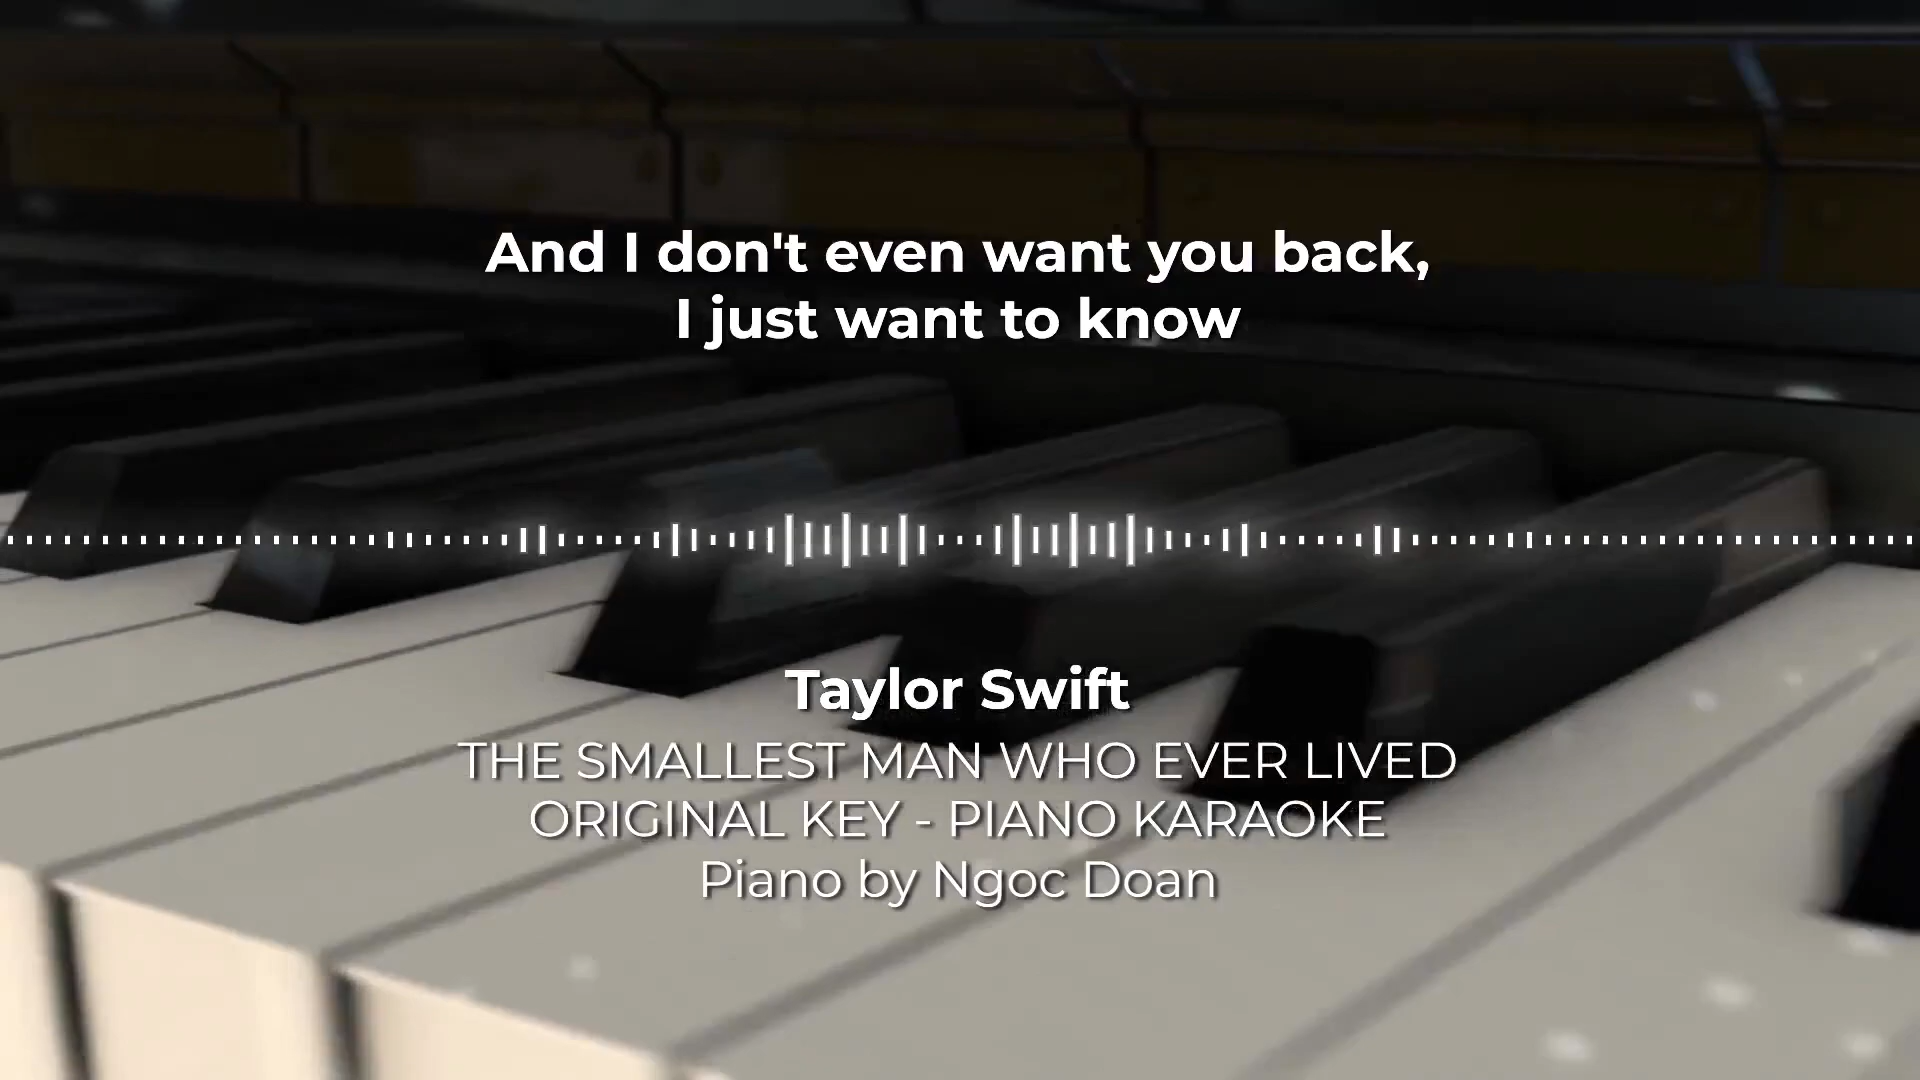 And I don't even want you back,
I just want to know
Taylor Swift
THE SMALLEST MAN WHO EVER LIVED
ORIGINAL KEY - PIANO KARAOKE
Piano by Ngoc Doan